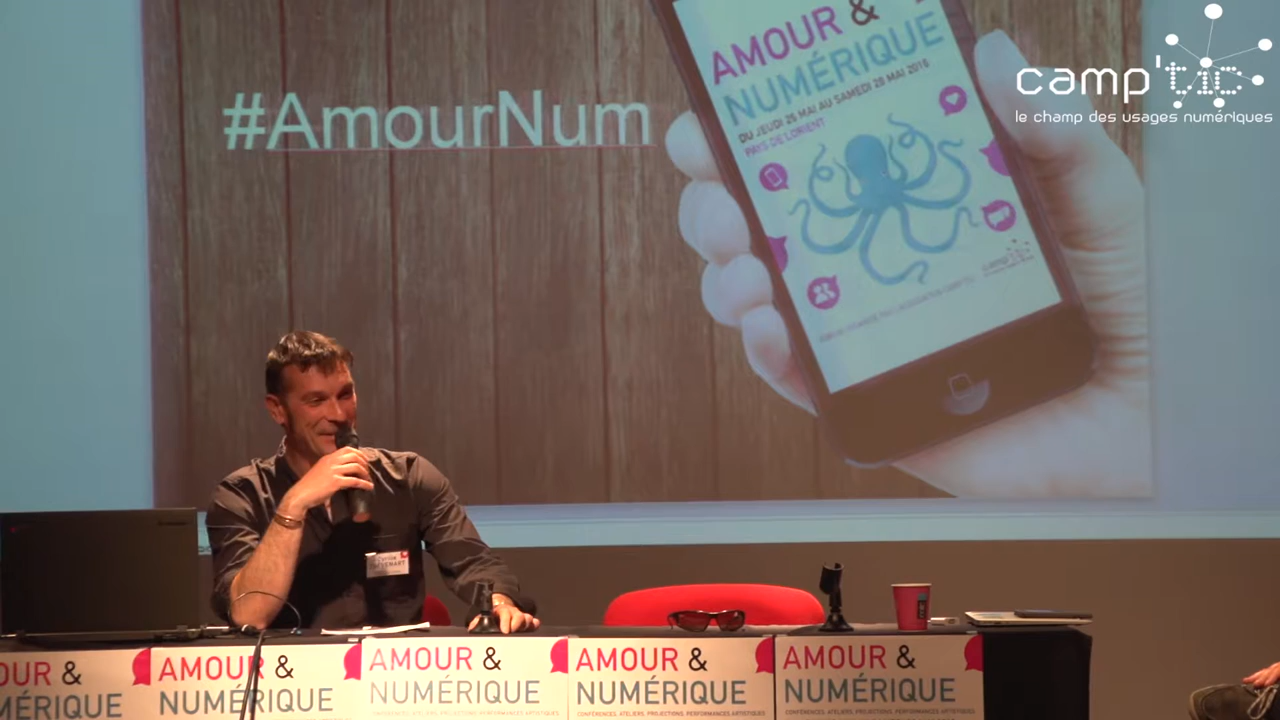 #AmourNum
AMOUR &
NUMÉRIQUE
DU JEUDI 26 MAI AU SAMEDI 28 MAI 2016
PAYS DE LORIENT
camp'tic
le champ des usages numériques
OUR &
MÉRIQUE
AMOUR &
NUMÉRIQUE
AMOUR &
NUMÉRIQUE
CONFÉRENCES, ATELIERS, PROJECTIONS, PERFORMANCES ARTISTIQUES
AMOUR &
NUMÉRIQUE
CONFÉRENCES, ATELIERS, PROJECTIONS, PERFORMANCES ARTISTIQUES
AMOUR &
NUMÉRIQUE
CONFÉRENCES, ATELIERS, PROJECTIONS, PERFORMANCES ARTISTIQUES